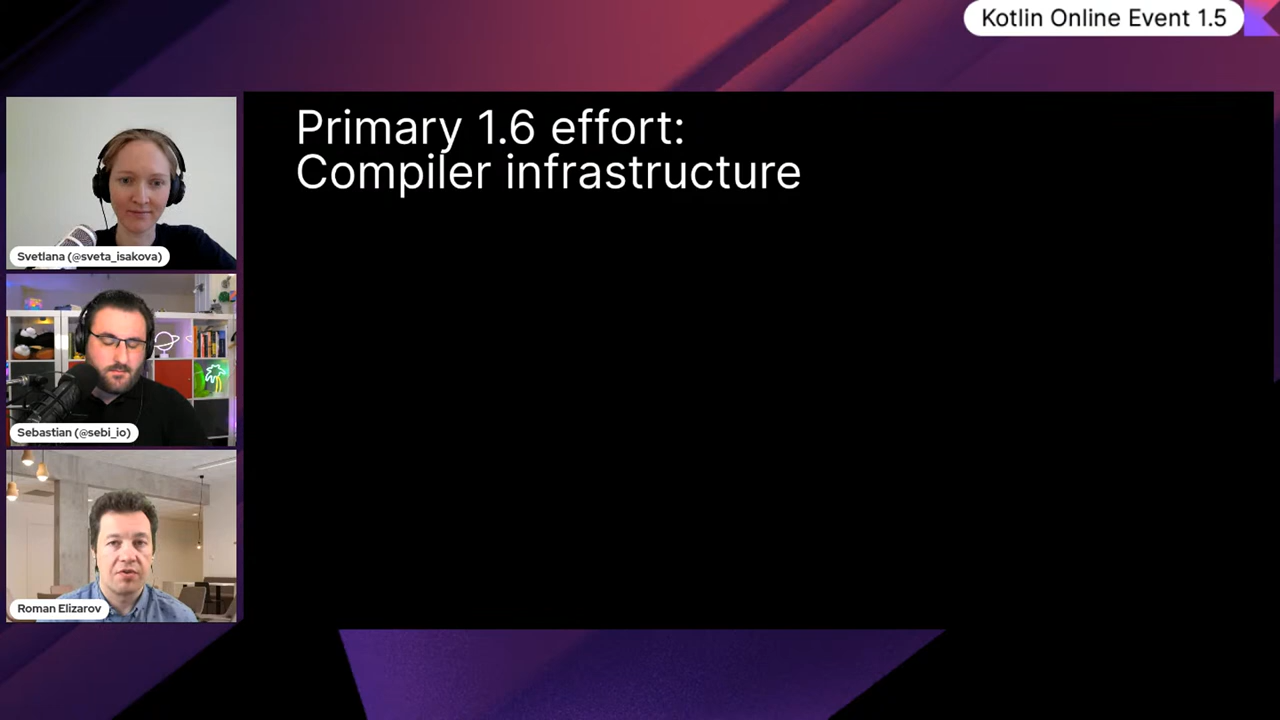 Kotlin Online Event 1.5
Primary 1.6 effort:
Compiler infrastructure
Svetlana (@sveta_isakova)
Sebastian (@sebi_io)
Roman Elizarov